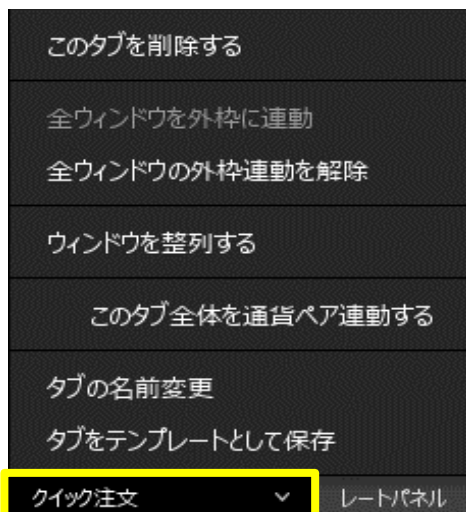 このタブを削除する
全ウィンドウを外枠に連動
全ウィンドウの外枠連動を解除
ウィンドウを整列する
このタブ全体を通貨ペア連動する
タブの名前変更
タブをテンプレートとして保存
クイック注文 レートパネル